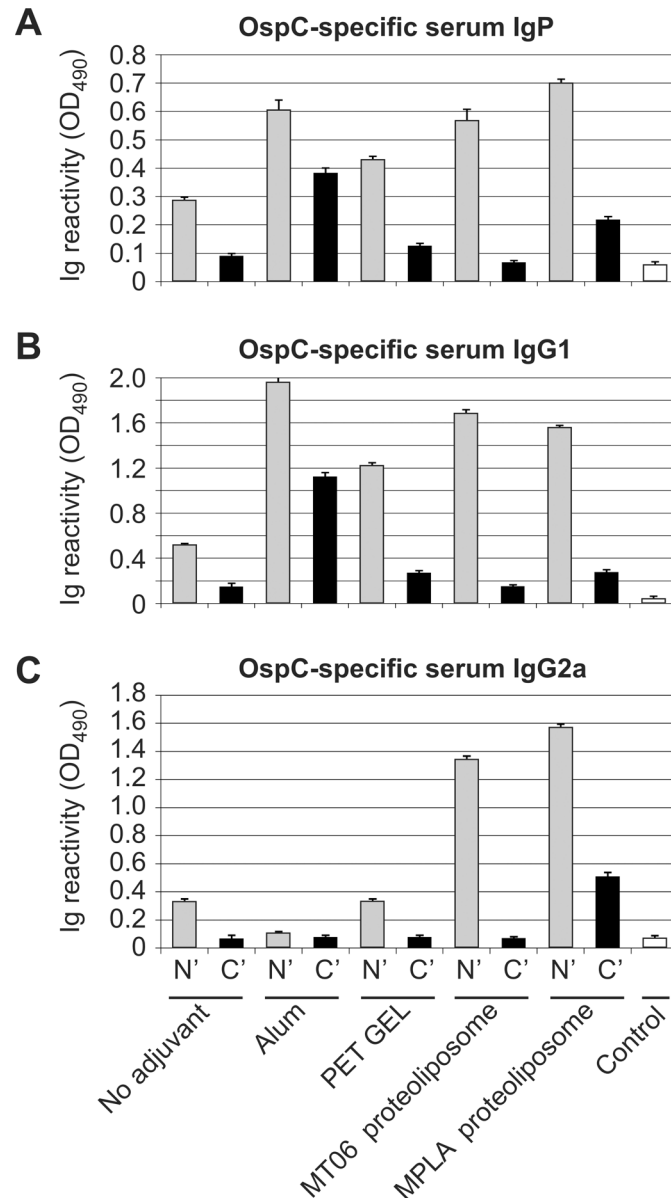 A
OspC-specific serum IgP
Ig reactivity (OD490)
0.8
0.7
0.6
0.5
0.4
0.3
0.2
0.1
0
B
OspC-specific serum IgG1
Ig reactivity (OD490)
2.0
1.6
1.2
0.8
0.4
0
C
OspC-specific serum IgG2a
Ig reactivity (OD490)
1.8
1.6
1.4
1.2
1.0
0.8
0.6
0.4
0.2
0
N’ C’ N’ C’ N’ C’ N’ C’ N’ C’
No adjuvant
Alum
PET GEL
MT06 proteoliposome
MPLA proteoliposome
Control